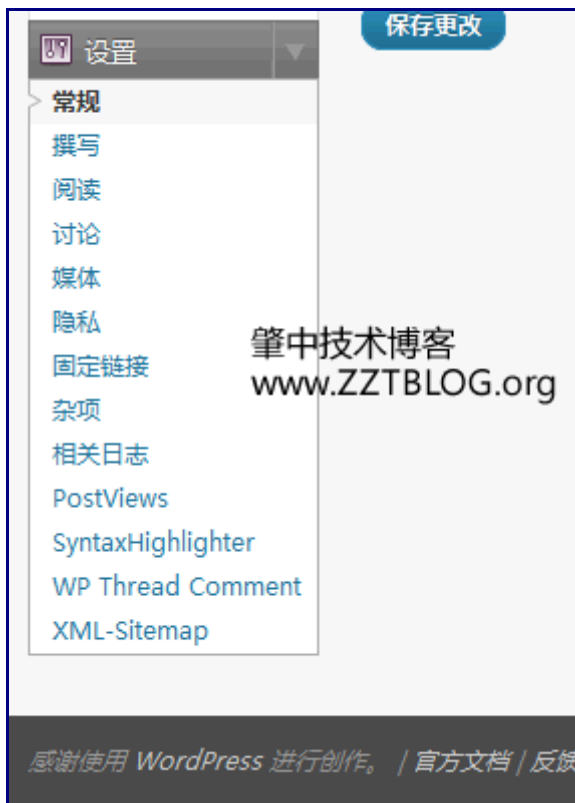 保存更改
设置
常规
撰写
阅读
讨论
媒体
隐私
固定链接
杂项
相关日志
PostViews
SyntaxHighlighter
WP Thread Comment
XML-Sitemap
肇中技术博客
www.ZZTBLOG.org
感谢使用 WordPress 进行创作。 | 官方文档 | 反馈